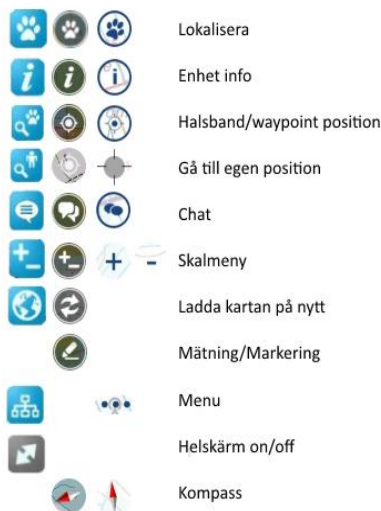 Lokalisera
Enhet info
Halsband/waypoint position
Gå till egen position
Chat
Skalmeny
Ladda kartan på nytt
Mätning/Markering
Menu
Helskärm on/off
Kompass